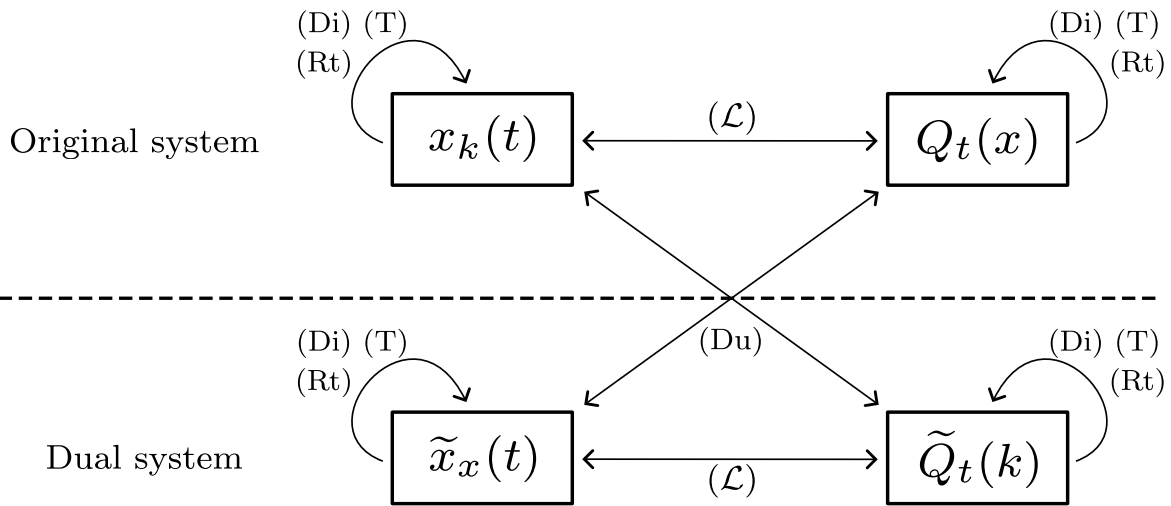 (Di) (T)
(Rt)
(Di) (T)
(Rt)
Original system
x_k(t)
(ℒ)
Q_t(x)
(Du)
(Di) (T)
(Rt)
(Di) (T)
(Rt)
Dual system
x̃_x(t)
(ℒ)
Q̃_t(k)